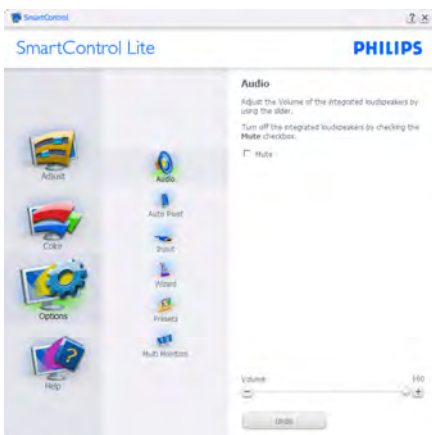 SmartControl
SmartControl Lite
PHILIPS
Adjust
Color
Options
Help
Audio
Auto Pivot
Input
Wizard
Presets
Multi Monitors
Audio
Adjust the Volume of the integrated loudspeakers by
using the slider.
Turn off the integrated loudspeakers by checking the
Mute checkbox.
Mute
Volume
100
Undo